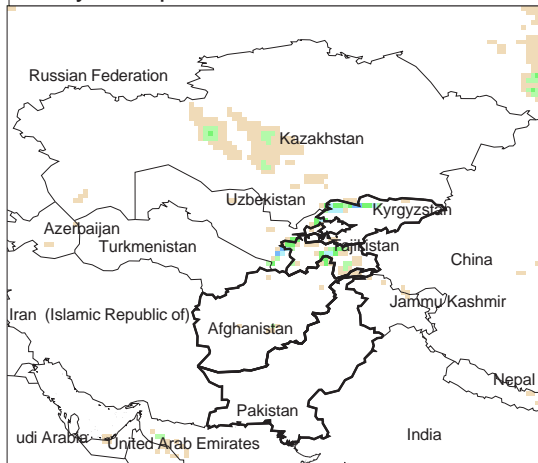 Russian Federation
Kazakhstan
Uzbekistan
Kyrgyzstan
Azerbaijan
Turkmenistan
Tajikistan
China
Iran (Islamic Republic of)
Jammu Kashmir
Afghanistan
Nepal
Pakistan
udi Arabia
United Arab Emirates
India